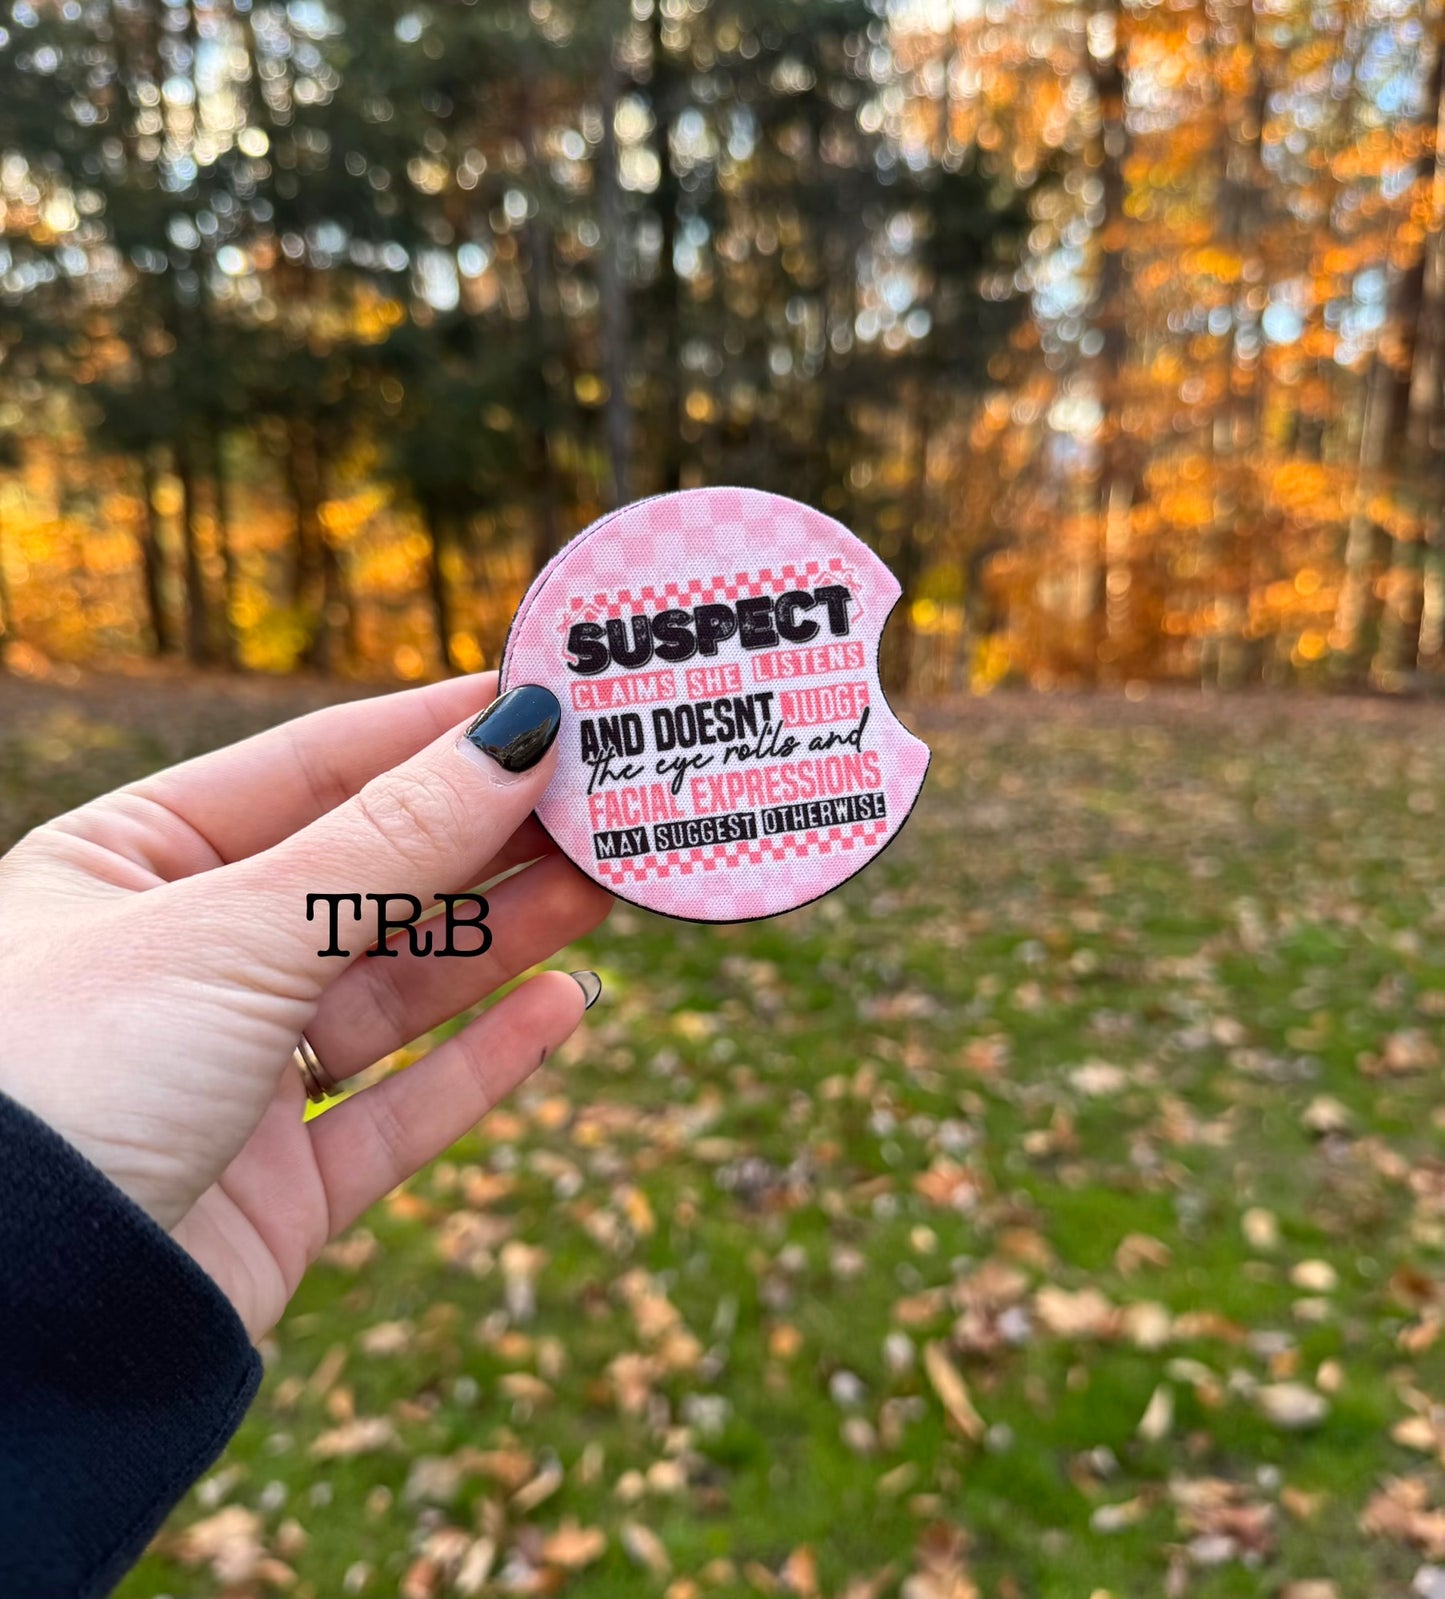 SUSPECT
CLAIMS SHE LISTENS
AND DOESNT JUDGE
the eye rolls and
FACIAL EXPRESSIONS
MAY SUGGEST OTHERWISE
TRB